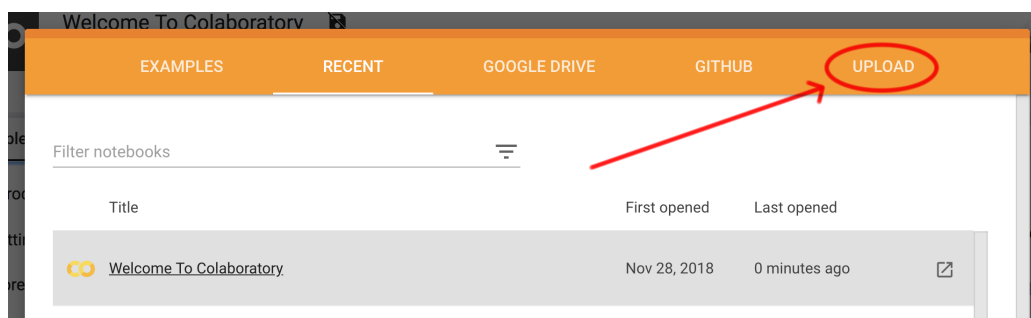 Welcome To Colaboratory
EXAMPLES RECENT GOOGLE DRIVE GITHUB UPLOAD
Filter notebooks
Title First opened Last opened
Welcome To Colaboratory Nov 28, 2018 0 minutes ago